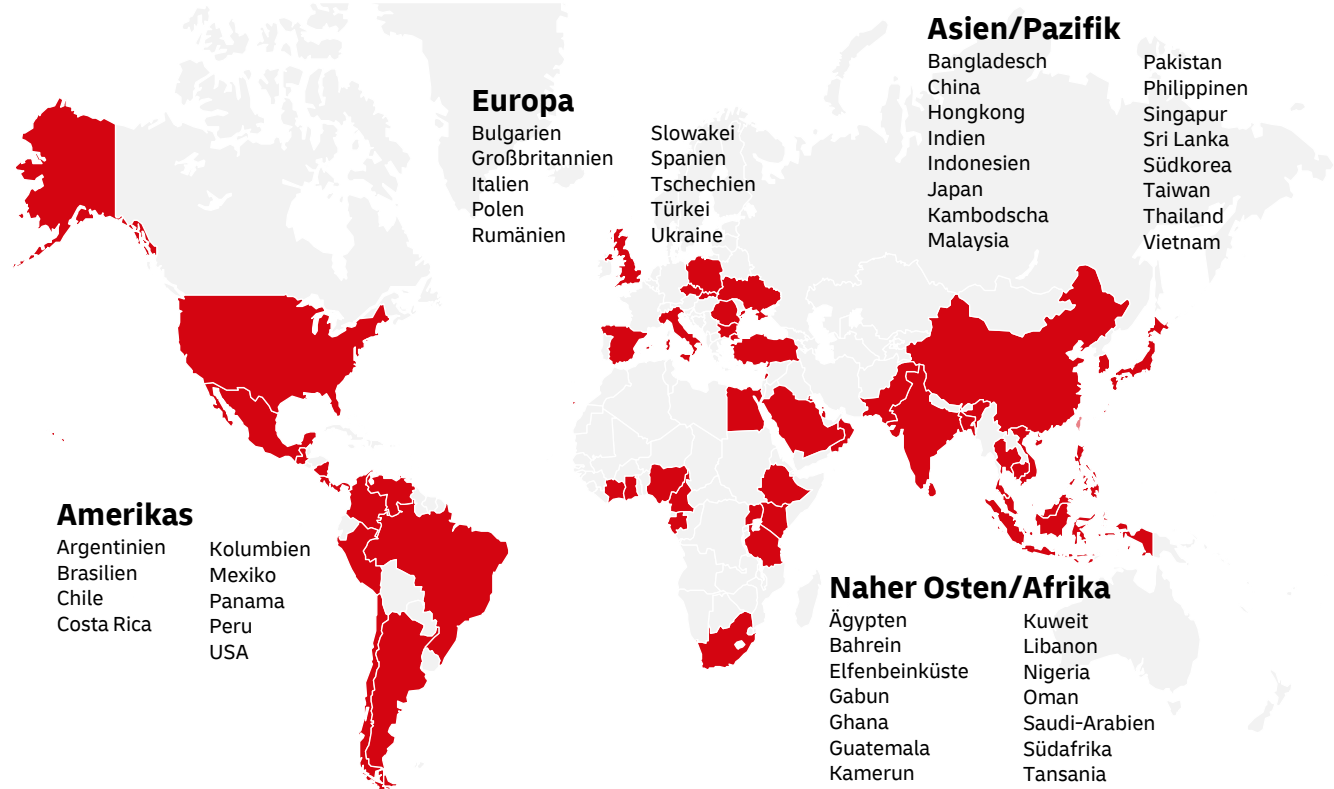 Asien/Pazifik
Bangladesch
China
Hongkong
Indien
Indonesien
Japan
Kambodscha
Malaysia
Pakistan
Philippinen
Singapur
Sri Lanka
Südkorea
Taiwan
Thailand
Vietnam
Europa
Bulgarien
Großbritannien
Italien
Polen
Rumänien
Slowakei
Spanien
Tschechien
Türkei
Ukraine
Amerikas
Argentinien
Brasilien
Chile
Costa Rica
Kolumbien
Mexiko
Panama
Peru
USA
Naher Osten/Afrika
Ägypten
Bahrein
Elfenbeinküste
Gabun
Ghana
Guatemala
Kamerun
Kuweit
Libanon
Nigeria
Oman
Saudi-Arabien
Südafrika
Tansania